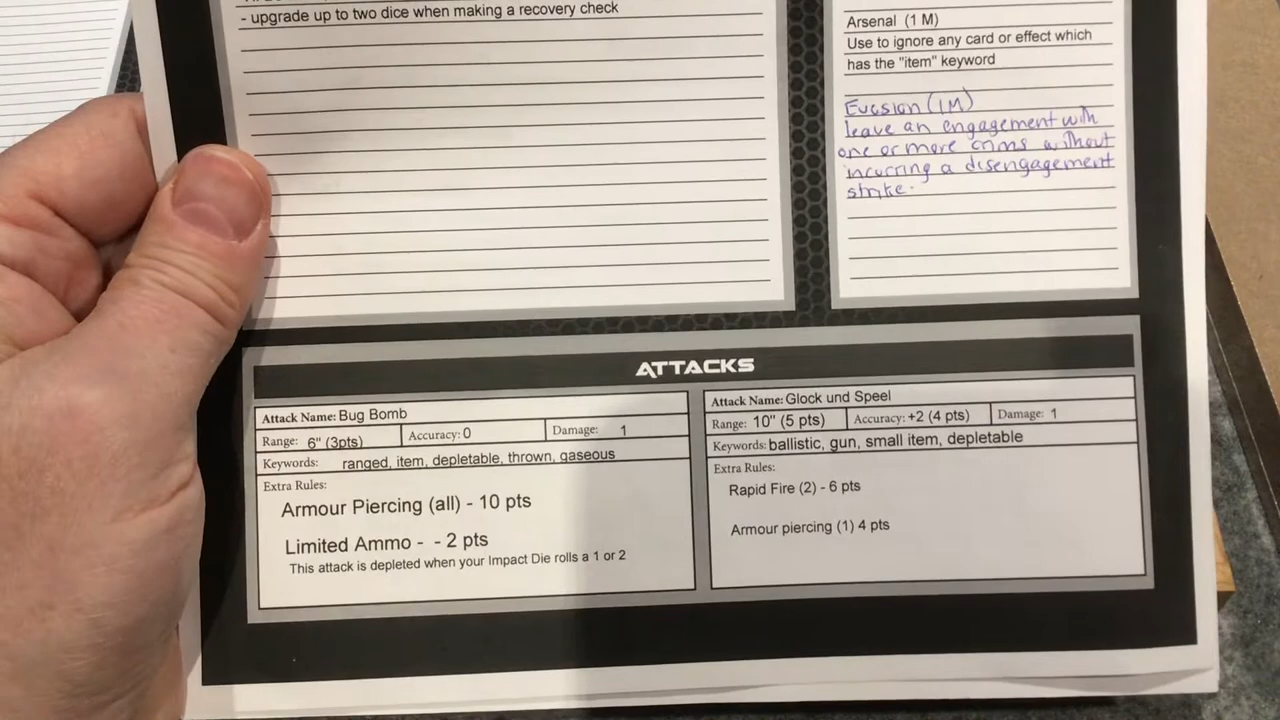 - upgrade up to two dice when making a recovery check
Arsenal (1 M)
Use to ignore any card or effect which
has the "item" keyword
Evasion (1M)
leave an engagement with
one or more crims without
incurring a disengagement
strike.
ATTACKS
Attack Name: Bug Bomb
Range: 6" (3pts) Accuracy: 0 Damage: 1
Keywords: ranged, item, depletable, thrown, gaseous
Extra Rules:
Armour Piercing (all) - 10 pts
Limited Ammo - - 2 pts
This attack is depleted when your Impact Die rolls a 1 or 2
Attack Name: Glock und Speel
Range: 10" (5 pts) Accuracy: +2 (4 pts) Damage: 1
Keywords: ballistic, gun, small item, depletable
Extra Rules:
Rapid Fire (2) - 6 pts
Armour piercing (1) 4 pts